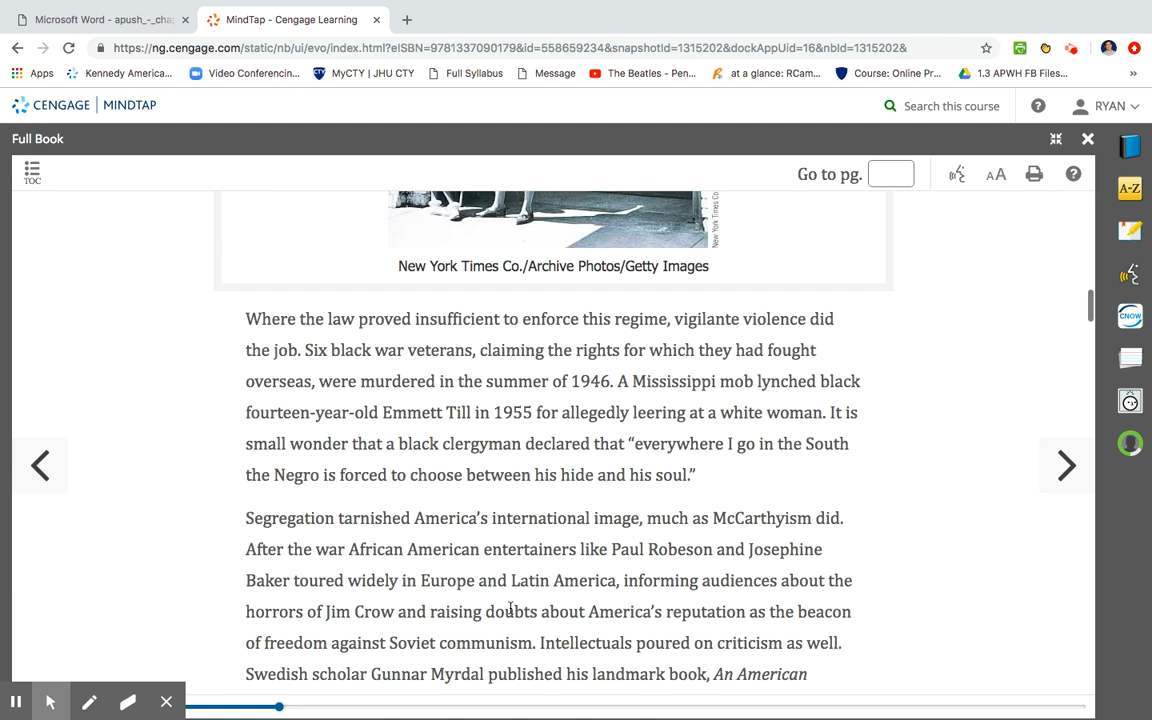 Microsoft Word - apush_-_cha
MindTap - Cengage Learning
https://ng.cengage.com/static/nb/ui/evo/index.html?eISBN=9781337090179&id=558659234&snapshotId=1315202&dockAppUid=16&nbId=1315202&
Apps Kennedy America... Video Conferencin... MyCTY | JHU CTY Full Syllabus Message The Beatles - Pen... at a glance: RCam... Course: Online Pr... 1.3 APWH FB Files... »
CENGAGE | MINDTAP Search this course RYAN
Full Book
TOC Go to pg. AA
A-Z
CNOW
New York Times Co.
New York Times Co./Archive Photos/Getty Images
Where the law proved insufficient to enforce this regime, vigilante violence did
the job. Six black war veterans, claiming the rights for which they had fought
overseas, were murdered in the summer of 1946. A Mississippi mob lynched black
fourteen-year-old Emmett Till in 1955 for allegedly leering at a white woman. It is
small wonder that a black clergyman declared that “everywhere I go in the South
the Negro is forced to choose between his hide and his soul.”
Segregation tarnished America’s international image, much as McCarthyism did.
After the war African American entertainers like Paul Robeson and Josephine
Baker toured widely in Europe and Latin America, informing audiences about the
horrors of Jim Crow and raising doubts about America’s reputation as the beacon
of freedom against Soviet communism. Intellectuals poured on criticism as well.
Swedish scholar Gunnar Myrdal published his landmark book, An American